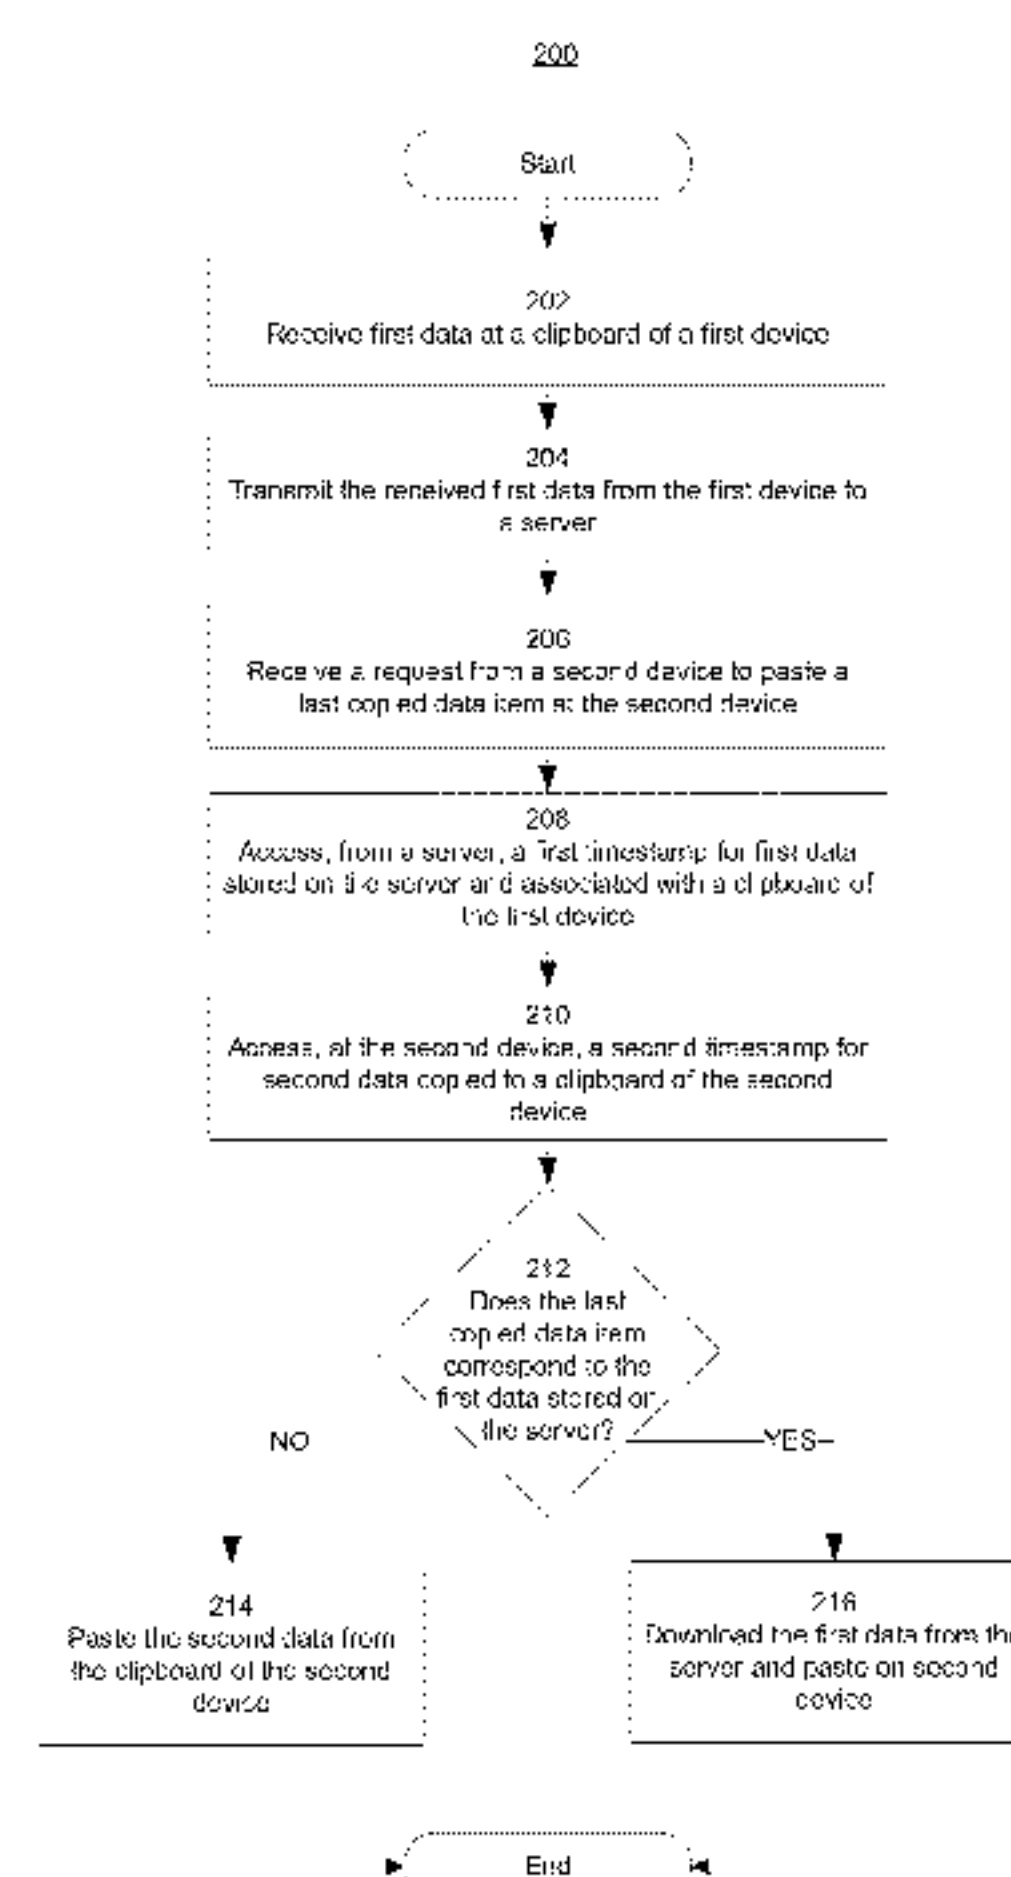 200
Start
202
Receive first data at a clipboard of a first device
204
Transmit the received first data from the first device to
a server
206
Receive a request from a second device to paste a
last copied data item at the second device
208
Access, from a server, a first timestamp for first data
stored on the server and associated with a clipboard of
the first device
210
Access, at the second device, a second timestamp for
second data copied to a clipboard of the second
device
212
Does the last
copied data item
correspond to the
first data stored on
the server?
NO
YES
214
Paste the second data from
the clipboard of the second
device
216
Download the first data from the
server and paste on second
device
End